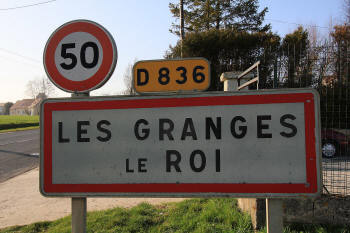 50
D 836
LES GRANGES
LE ROI